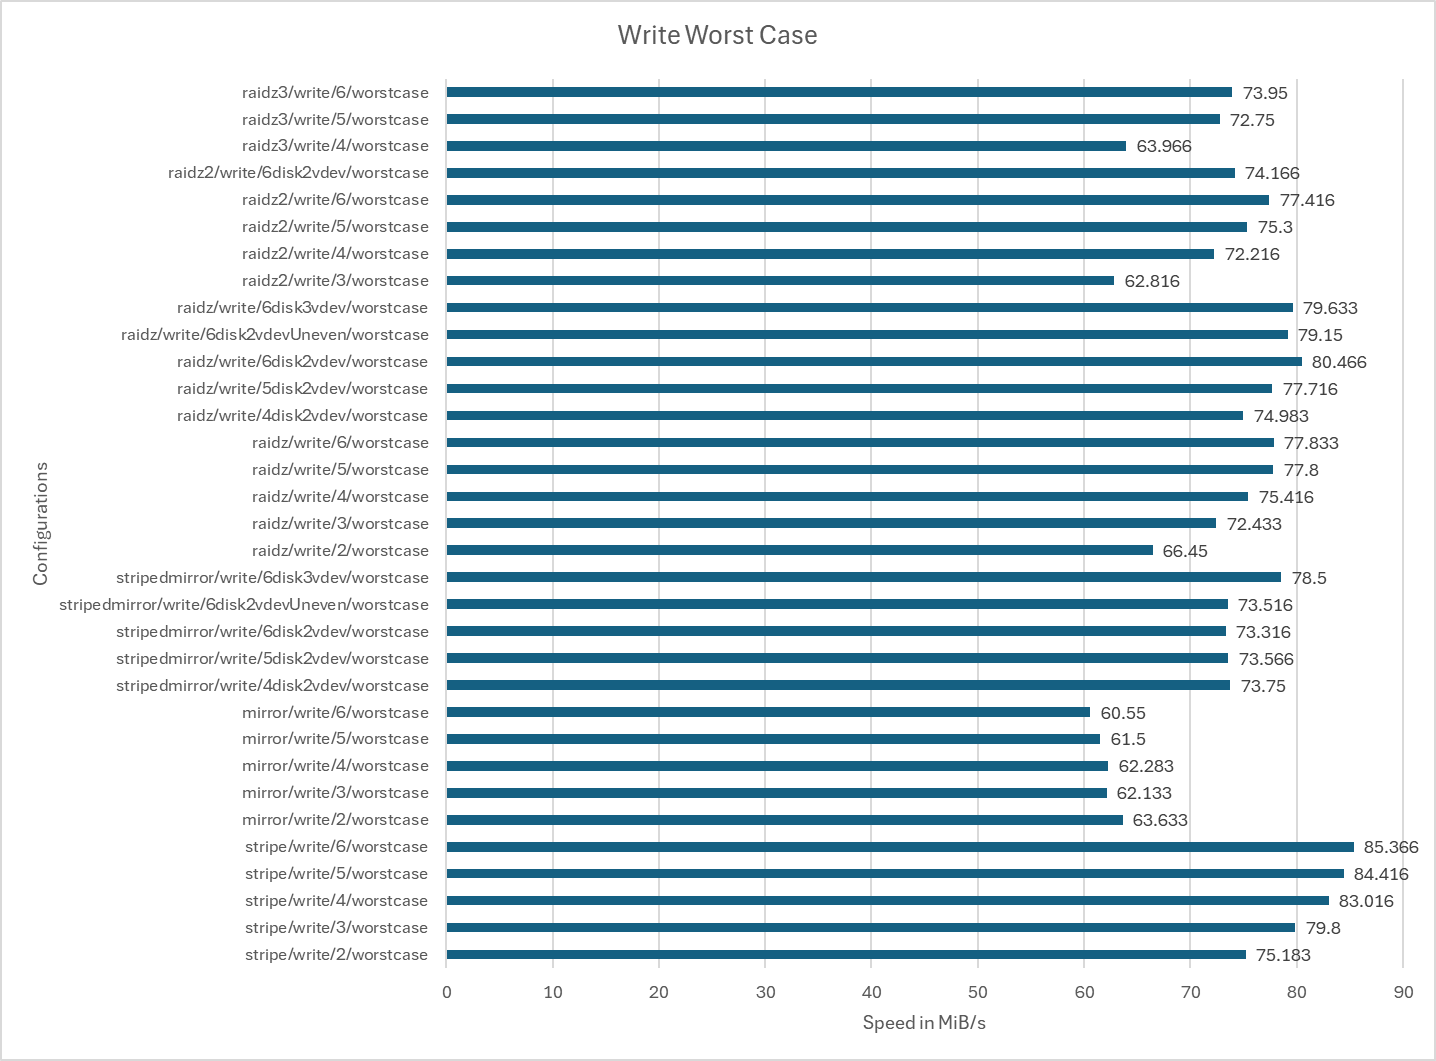 Write Worst Case
raidz3/write/6/worstcase 73.95
raidz3/write/5/worstcase 72.75
raidz3/write/4/worstcase 63.966
raidz2/write/6disk2vdev/worstcase 74.166
raidz2/write/6/worstcase 77.416
raidz2/write/5/worstcase 75.3
raidz2/write/4/worstcase 72.216
raidz2/write/3/worstcase 62.816
raidz/write/6disk3vdev/worstcase 79.633
raidz/write/6disk2vdevUneven/worstcase 79.15
raidz/write/6disk2vdev/worstcase 80.466
raidz/write/5disk2vdev/worstcase 77.716
raidz/write/4disk2vdev/worstcase 74.983
raidz/write/6/worstcase 77.833
raidz/write/5/worstcase 77.8
raidz/write/4/worstcase 75.416
raidz/write/3/worstcase 72.433
raidz/write/2/worstcase 66.45
stripedmirror/write/6disk3vdev/worstcase 78.5
stripedmirror/write/6disk2vdevUneven/worstcase 73.516
stripedmirror/write/6disk2vdev/worstcase 73.316
stripedmirror/write/5disk2vdev/worstcase 73.566
stripedmirror/write/4disk2vdev/worstcase 73.75
mirror/write/6/worstcase 60.55
mirror/write/5/worstcase 61.5
mirror/write/4/worstcase 62.283
mirror/write/3/worstcase 62.133
mirror/write/2/worstcase 63.633
stripe/write/6/worstcase 85.366
stripe/write/5/worstcase 84.416
stripe/write/4/worstcase 83.016
stripe/write/3/worstcase 79.8
stripe/write/2/worstcase 75.183
Configurations
0 10 20 30 40 50 60 70 80 90
Speed in MiB/s